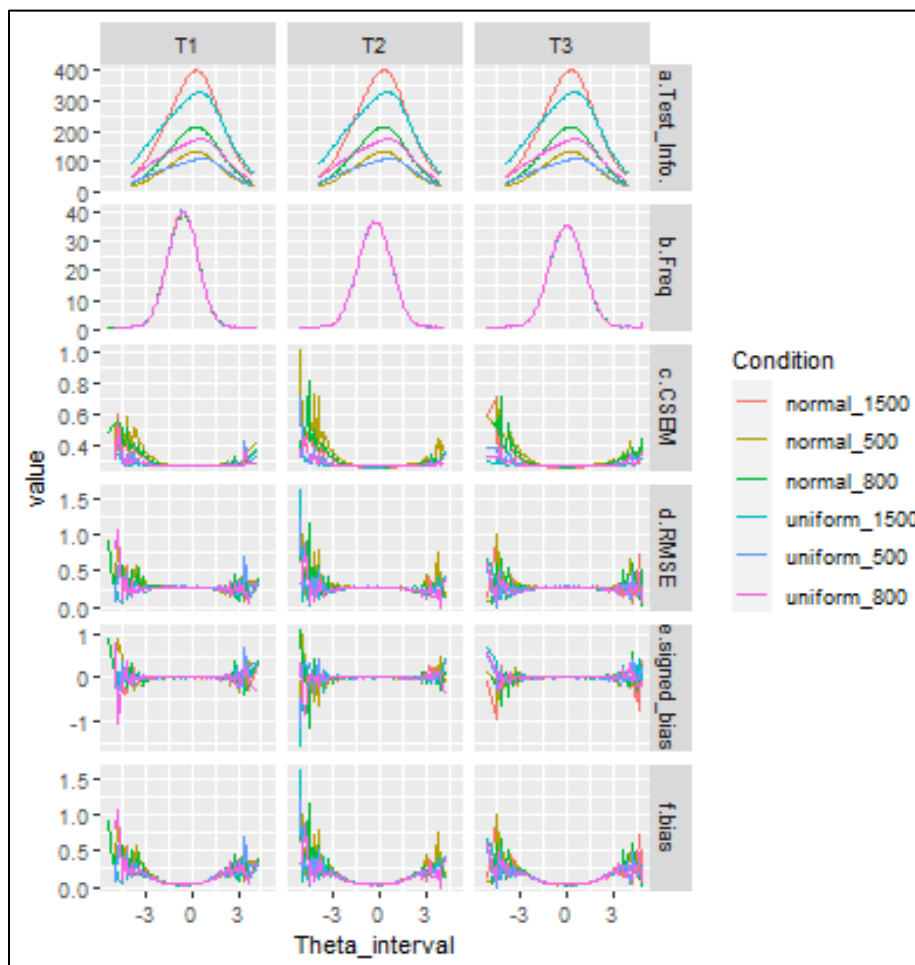 T1 T2 T3
400
300
200
100
0
a.Test_Info.
40
30
20
10
0
b.Freq
1.0
0.8
0.6
0.4
c.CSEM
1.5
1.0
0.5
0.0
d.RMSE
1
0
-1
e.signed_bias
1.5
1.0
0.5
0.0
f.bias
-3 0 3 -3 0 3 -3 0 3
Theta_interval
value
Condition
normal_1500
normal_500
normal_800
uniform_1500
uniform_500
uniform_800